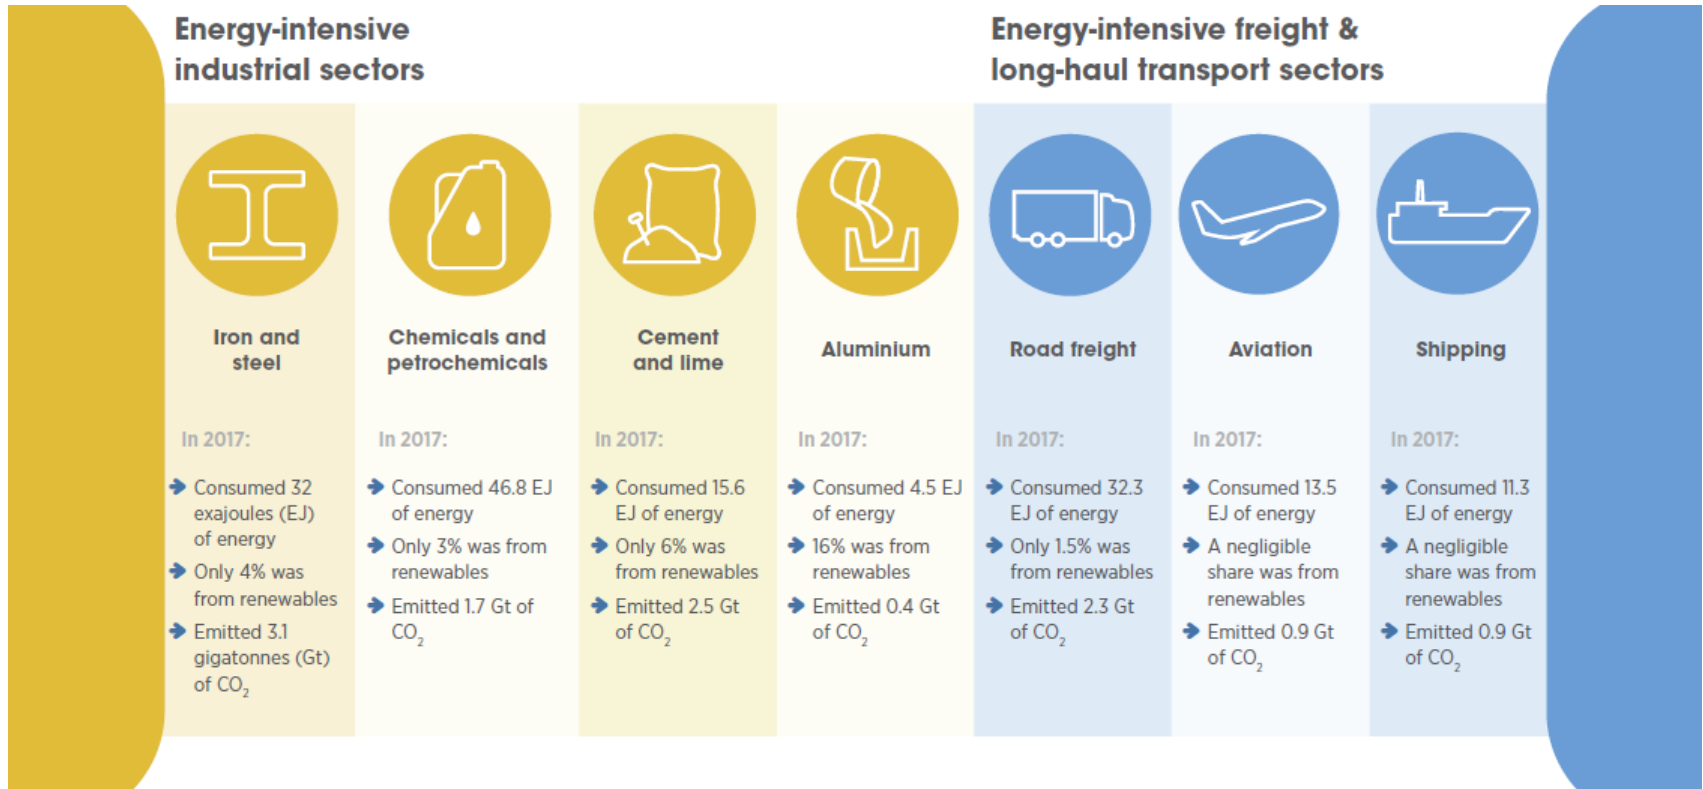 Energy-intensive
industrial sectors
Energy-intensive freight &
long-haul transport sectors
Iron and
steel
In 2017:
Consumed 32
exajoules (EJ)
of energy
Only 4% was
from renewables
Emitted 3.1
gigatonnes (Gt)
of CO2
Chemicals and
petrochemicals
In 2017:
Consumed 46.8 EJ
of energy
Only 3% was from
renewables
Emitted 1.7 Gt of
CO2
Cement
and lime
In 2017:
Consumed 15.6
EJ of energy
Only 6% was
from renewables
Emitted 2.5 Gt
of CO2
Aluminium
In 2017:
Consumed 4.5 EJ
of energy
16% was from
renewables
Emitted 0.4 Gt
of CO2
Road freight
In 2017:
Consumed 32.3
EJ of energy
Only 1.5% was
from renewables
Emitted 2.3 Gt
of CO2
Aviation
In 2017:
Consumed 13.5
EJ of energy
A negligible
share was from
renewables
Emitted 0.9 Gt
of CO2
Shipping
In 2017:
Consumed 11.3
EJ of energy
A negligible
share was from
renewables
Emitted 0.9 Gt
of CO2